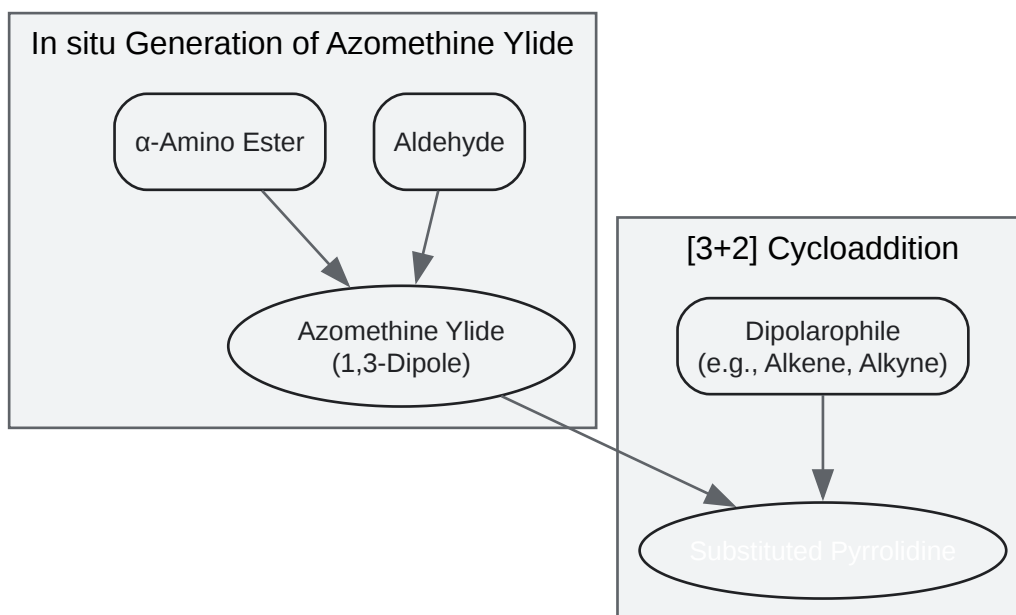 In situ Generation of Azomethine Ylide
α-Amino Ester
Aldehyde
Azomethine Ylide
(1,3-Dipole)
[3+2] Cycloaddition
Dipolarophile
(e.g., Alkene, Alkyne)
Substituted Pyrrolidine